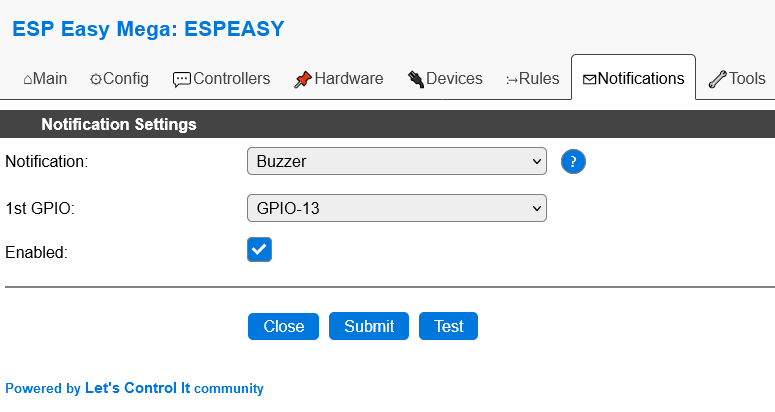 ESP Easy Mega: ESPEASY
Main Config Controllers Hardware Devices Rules Notifications Tools
Notification Settings
Notification: Buzzer ?
1st GPIO: GPIO-13
Enabled:
Close Submit Test
Powered by Let's Control It community